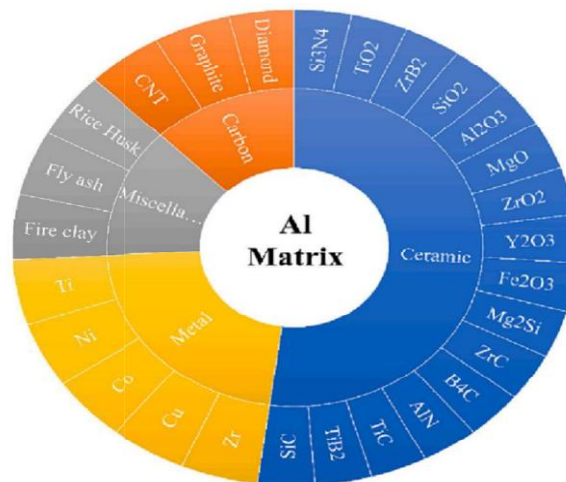 Al
Matrix
Ceramic
Si3N4
TiO2
ZrB2
SiO2
Al2O3
MgO
ZrO2
Y2O3
Fe2O3
Mg2Si
ZrC
B4C
AlN
TiC
TiB2
SiC
Metal
Zr
Cu
Co
Ni
Ti
Miscella...
Fire clay
Fly ash
Rice Husk
Carbon
CNT
Graphite
Diamond